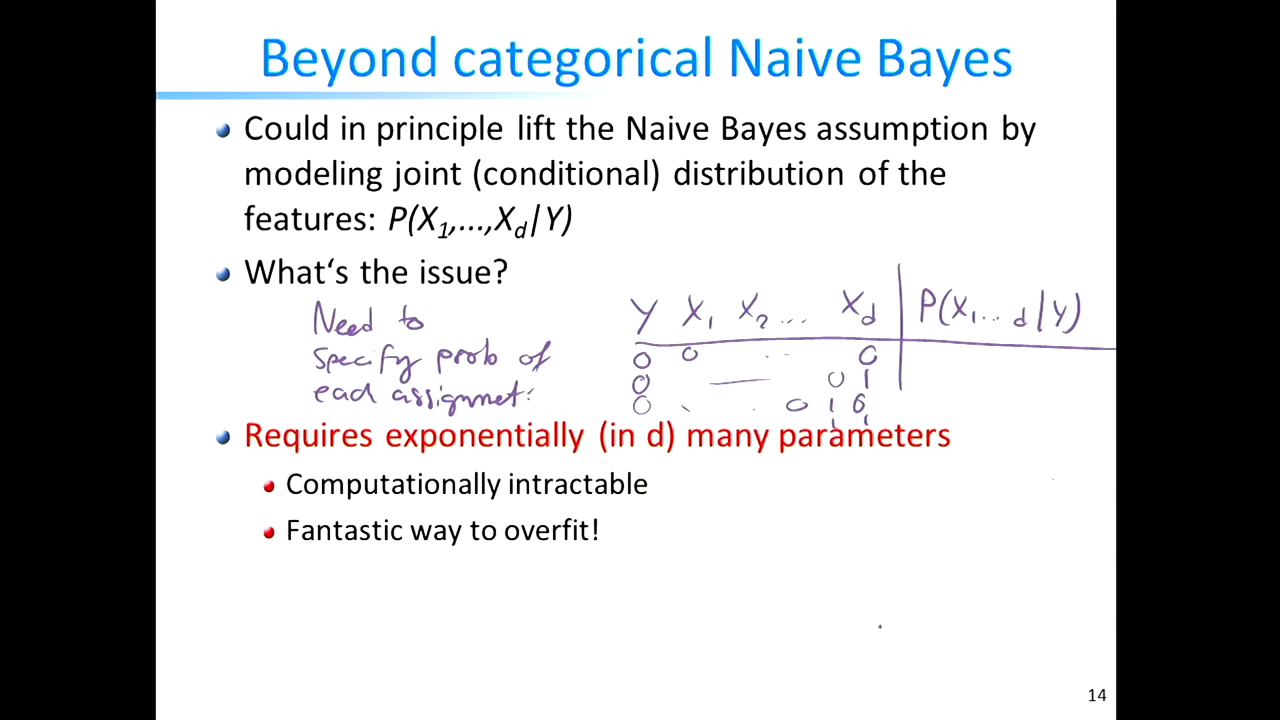 Beyond categorical Naive Bayes
Could in principle lift the Naive Bayes assumption by
modeling joint (conditional) distribution of the
features: P(X1,...,Xd|Y)
What‘s the issue?
Need to
specify prob of
each assignment:
Y X1 X2 ... Xd P(X1...d|Y)
0 0 .. 0
0 — 0 1
0 . . 0 1 0
Requires exponentially (in d) many parameters
Computationally intractable
Fantastic way to overfit!
14